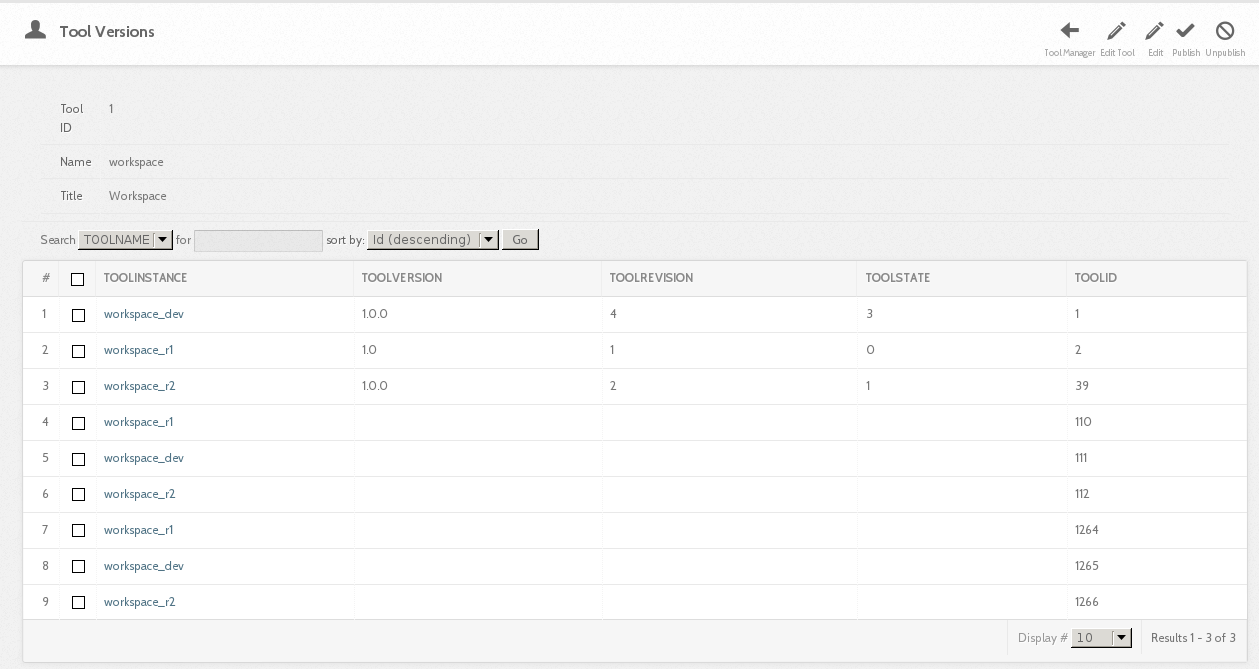 Tool Versions
Tool Manager Edit Tool Edit Publish Unpublish
Tool ID 1
Name workspace
Title Workspace
Search TOOLNAME for sort by: Id (descending) Go
# TOOLINSTANCE TOOLVERSION TOOLREVISION TOOLSTATE TOOLID
1 workspace_dev 1.0.0 4 3 1
2 workspace_r1 1.0 1 0 2
3 workspace_r2 1.0.0 2 1 39
4 workspace_r1 110
5 workspace_dev 111
6 workspace_r2 112
7 workspace_r1 1264
8 workspace_dev 1265
9 workspace_r2 1266
Display # 10 Results 1 - 3 of 3